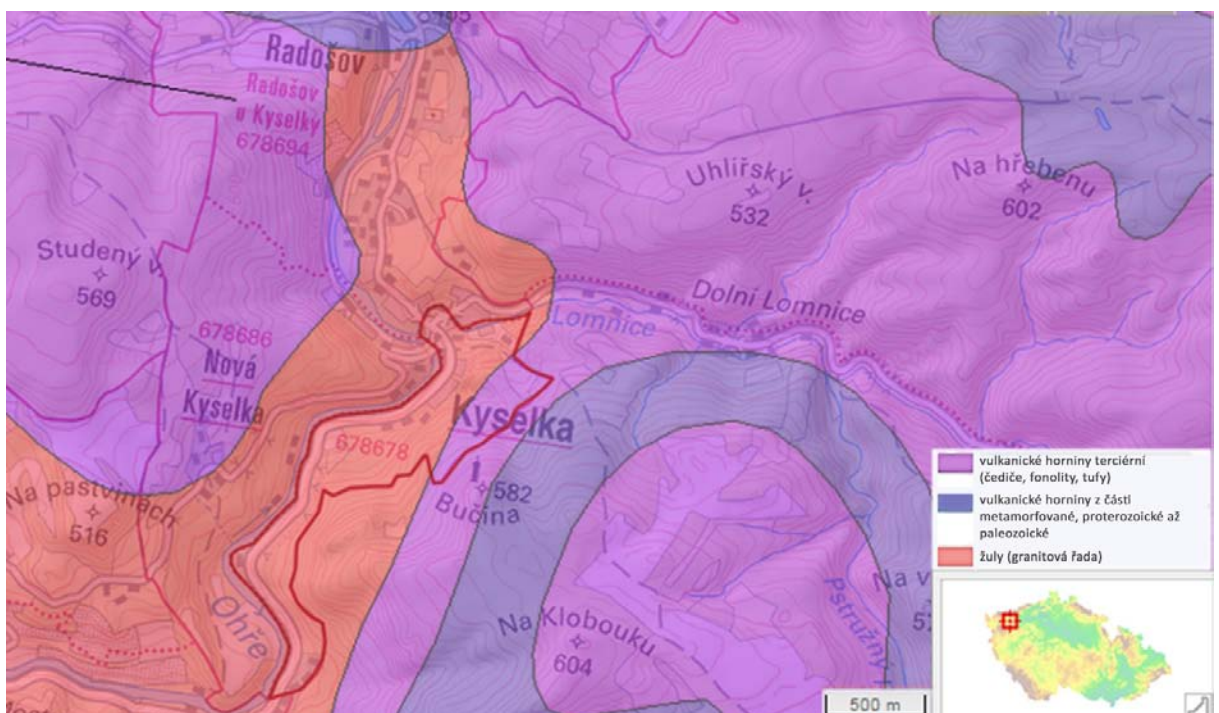 Radošov
Radošov
u Kyselky
678694
Uhlířský v.
532
Na hřebenu
602
Studený v.
569
Dolní Lomnice
Lomnice
678686
Nová
Kyselka
Kyselka
678678
582
Bučina
Na pastvinách
516
Ohře
Na Klobouku
604
Pstružný
Na v
57
vulkanické horniny terciérní
(čediče, fonolity, tufy)
vulkanické horniny z části
metamorfované, proterozoické až
paleozoické
žuly (granitová řada)
500 m